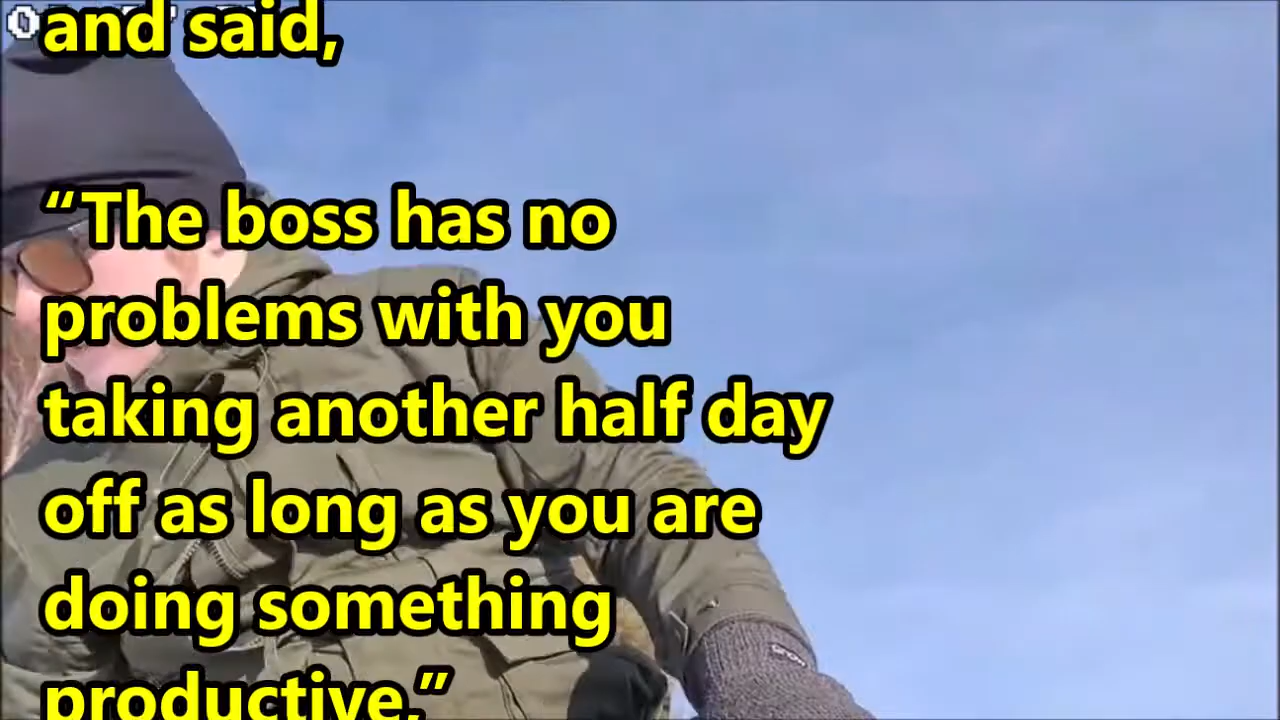 and said,
“The boss has no
problems with you
taking another half day
off as long as you are
doing something
productive,”